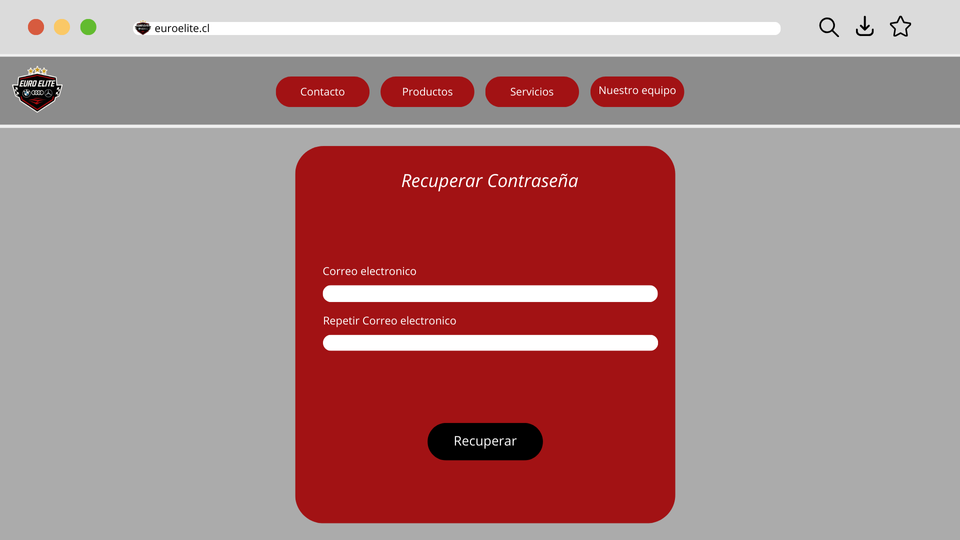 euroelite.cl
EURO ELITE
Contacto
Productos
Servicios
Nuestro equipo
Recuperar Contraseña
Correo electronico
Repetir Correo electronico
Recuperar